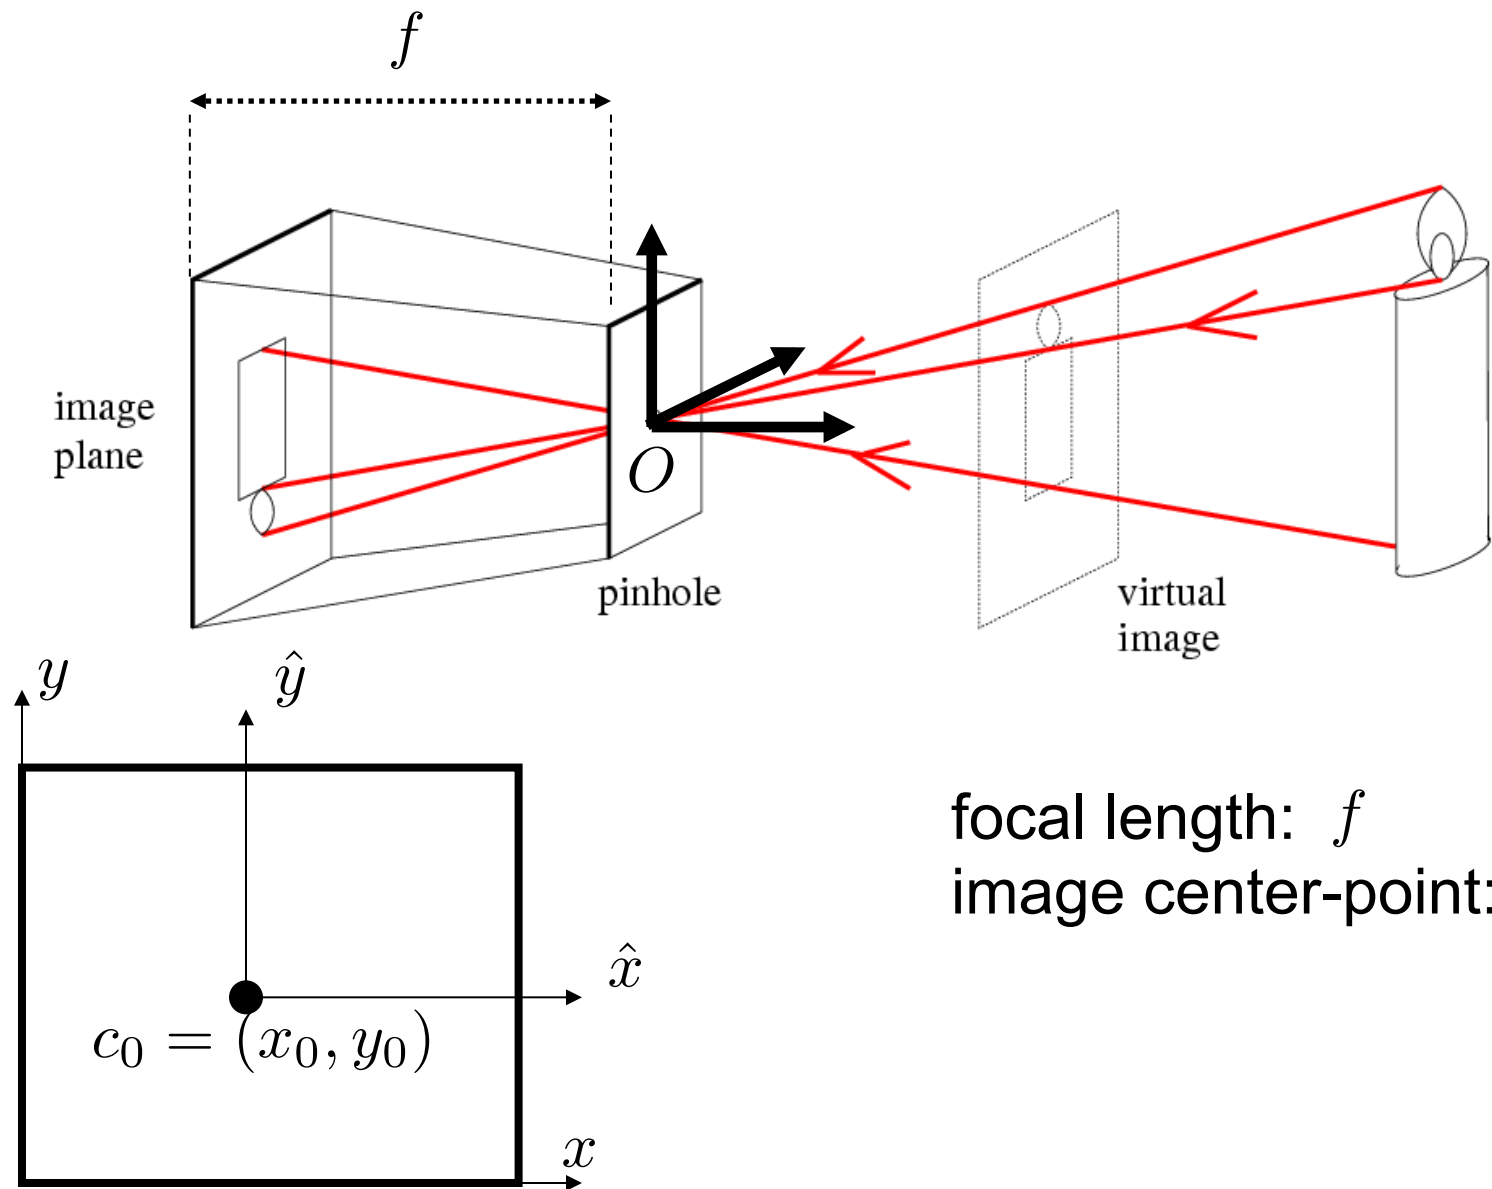 f
image
plane
O
pinhole
virtual
image
y
ŷ
x̂
c₀ = (x₀, y₀)
x
focal length: f
image center-point: